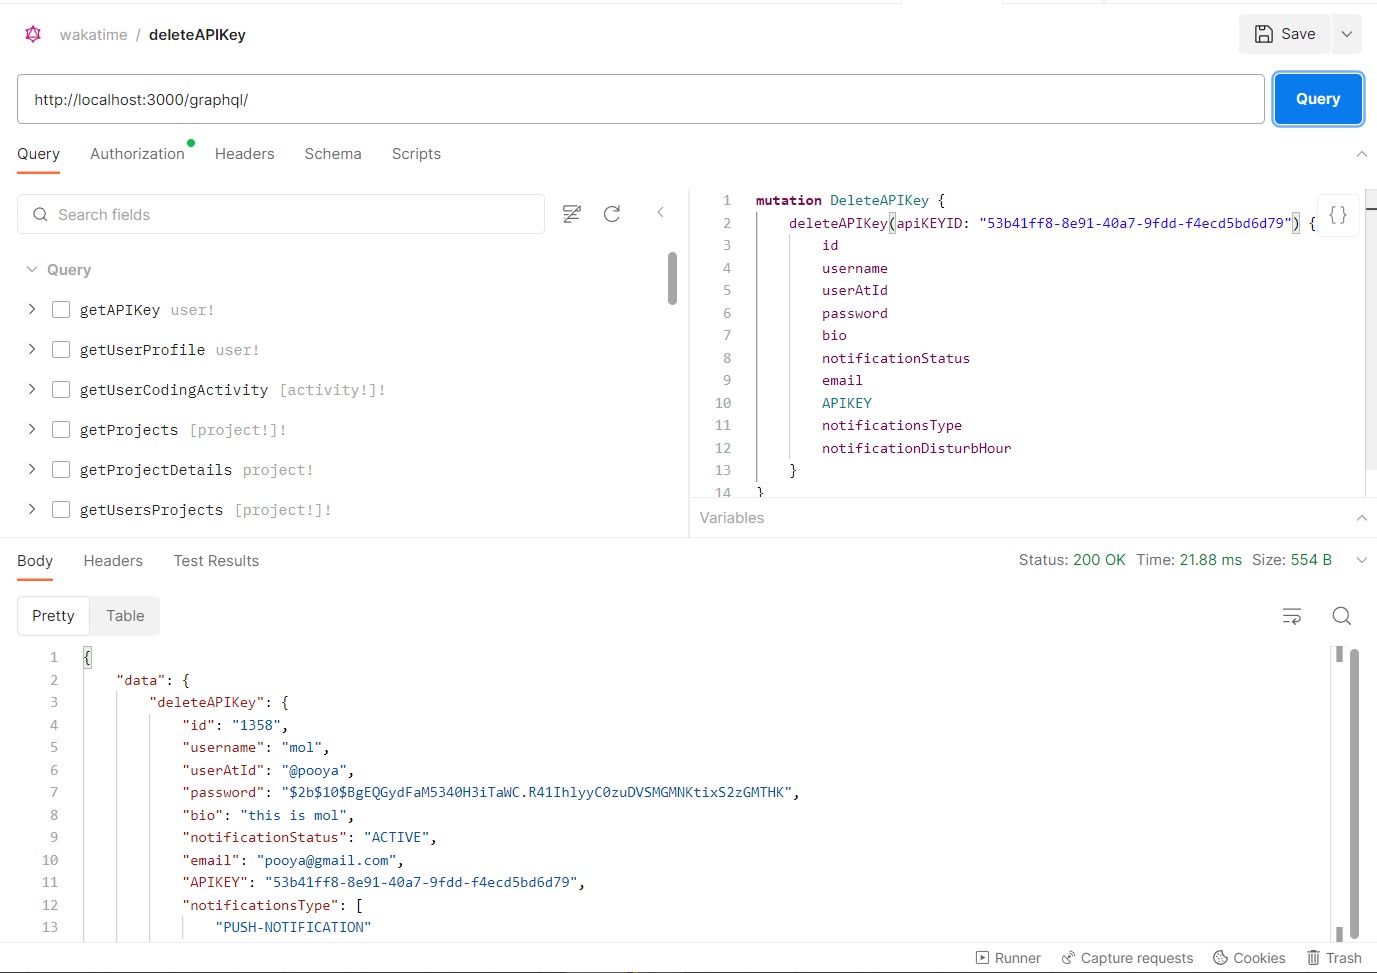 wakatime / deleteAPIKey
Save
http://localhost:3000/graphql/
Query
Query Authorization Headers Schema Scripts
Search fields
Query
getAPIKey user!
getUserProfile user!
getUserCodingActivity [activity!]!
getProjects [project!]!
getProjectDetails project!
getUsersProjects [project!]!
1 mutation DeleteAPIKey {
2 deleteAPIKey(apiKEYID: "53b41ff8-8e91-40a7-9fdd-f4ecd5bd6d79") {
3 id
4 username
5 userAtId
6 password
7 bio
8 notificationStatus
9 email
10 APIKEY
11 notificationsType
12 notificationDisturbHour
13 }
14 }
{}
Variables
Body Headers Test Results
Status: 200 OK Time: 21.88 ms Size: 554 B
Pretty Table
1 {
2 "data": {
3 "deleteAPIKey": {
4 "id": "1358",
5 "username": "mol",
6 "userAtId": "@pooya",
7 "password": "$2b$10$BgEQGydFaM5340H3iTaWC.R41IhlyyC0zuDVSMGMNKtixS2zGMTHK",
8 "bio": "this is mol",
9 "notificationStatus": "ACTIVE",
10 "email": "pooya@gmail.com",
11 "APIKEY": "53b41ff8-8e91-40a7-9fdd-f4ecd5bd6d79",
12 "notificationsType": [
13 "PUSH-NOTIFICATION"
Runner Capture requests Cookies Trash